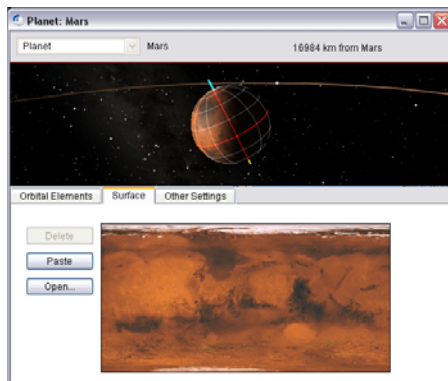 Planet: Mars
Planet Mars 16984 km from Mars
Orbital Elements Surface Other Settings
Delete
Paste
Open...